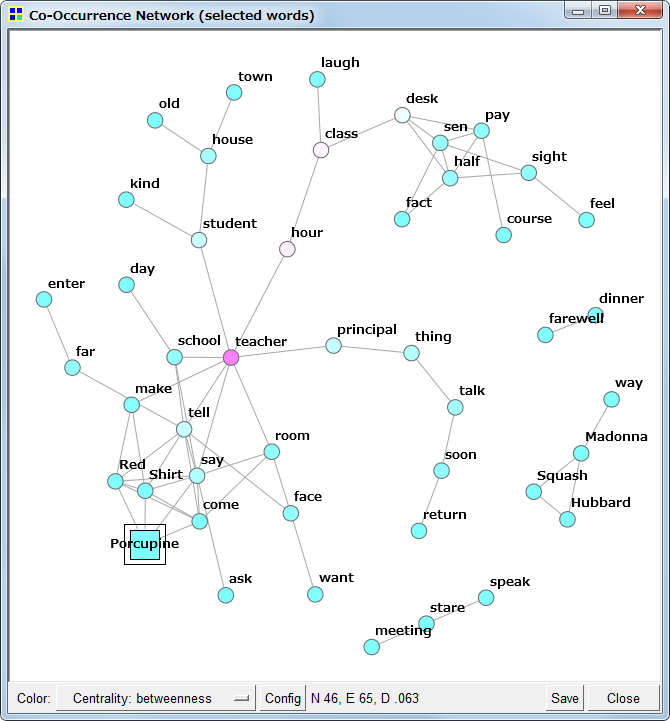 Co-Occurrence Network (selected words)
laugh
town
old
desk
pay
class
sen
house
half
sight
kind
fact
feel
student
course
hour
day
enter
dinner
farewell
school
teacher
principal
thing
far
make
talk
way
tell
room
Madonna
Red
say
soon
Shirt
Squash
face
Hubbard
come
return
Porcupine
ask
want
speak
stare
meeting
Color: Centrality: betweenness Config N 46, E 65, D .063 Save Close